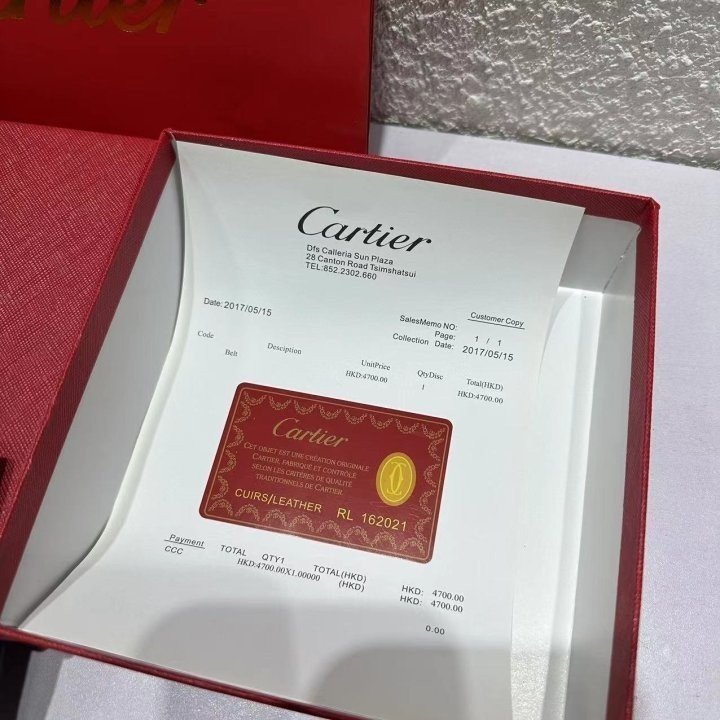 Cartier
Cartier
Dfs Calleria Sun Plaza
28 Canton Road Tsimshatsui
TEL:852.2302.660
Date: 2017/05/15
Customer Copy
SalesMemo NO:
Page: 1 / 1
Collection Date: 2017/05/15
Code Desciption UnitPrice QtyDisc Total(HKD)
Belt HKD:4700.00 1 HKD:4700.00
Cartier
CET OBJET EST UNE CRÉATION ORIGINALE
CARTIER, FABRIQUÉ ET CONTRÔLÉ
SELON LES CRITÈRES DE QUALITÉ
TRADITIONNELS DE CARTIER.
CUIRS/LEATHER RL 162021
Payment TOTAL QTY1 TOTAL(HKD) HKD: 4700.00
CCC HKD:4700.00X1.00000 (HKD) HKD: 4700.00
0.00